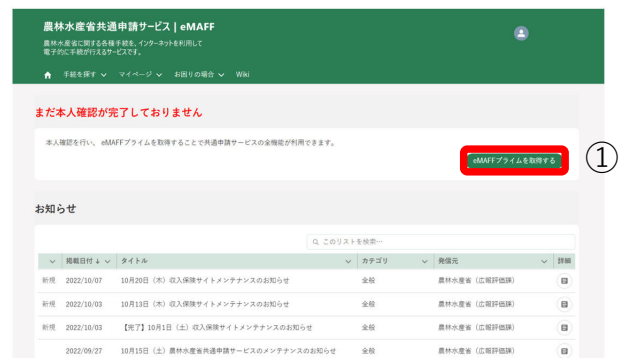 農林水産省共通申請サービス | eMAFF
農林水産省に関する各種手続を、インターネットを利用して
電子的に手続が行えるサービスです。
手続を探す マイページ お困りの場合 Wiki
まだ本人確認が完了しておりません
本人確認を行い、eMAFFプライムを取得することで共通申請サービスの全機能が利用できます。
eMAFFプライムを取得する
①
お知らせ
このリストを検索…
掲載日付 ↓ タイトル カテゴリ 発信元 詳細
新規 2022/10/07 10月20日（木）収入保険サイトメンテナンスのお知らせ 全般 農林水産省（広報評価課）
新規 2022/10/03 10月13日（木）収入保険サイトメンテナンスのお知らせ 全般 農林水産省（広報評価課）
新規 2022/10/03 【完了】10月1日（土）収入保険サイトメンテナンスのお知らせ 全般 農林水産省（広報評価課）
2022/09/27 10月15日（土）農林水産省共通申請サービスのメンテナンスのお知らせ 全般 農林水産省（広報評価課）